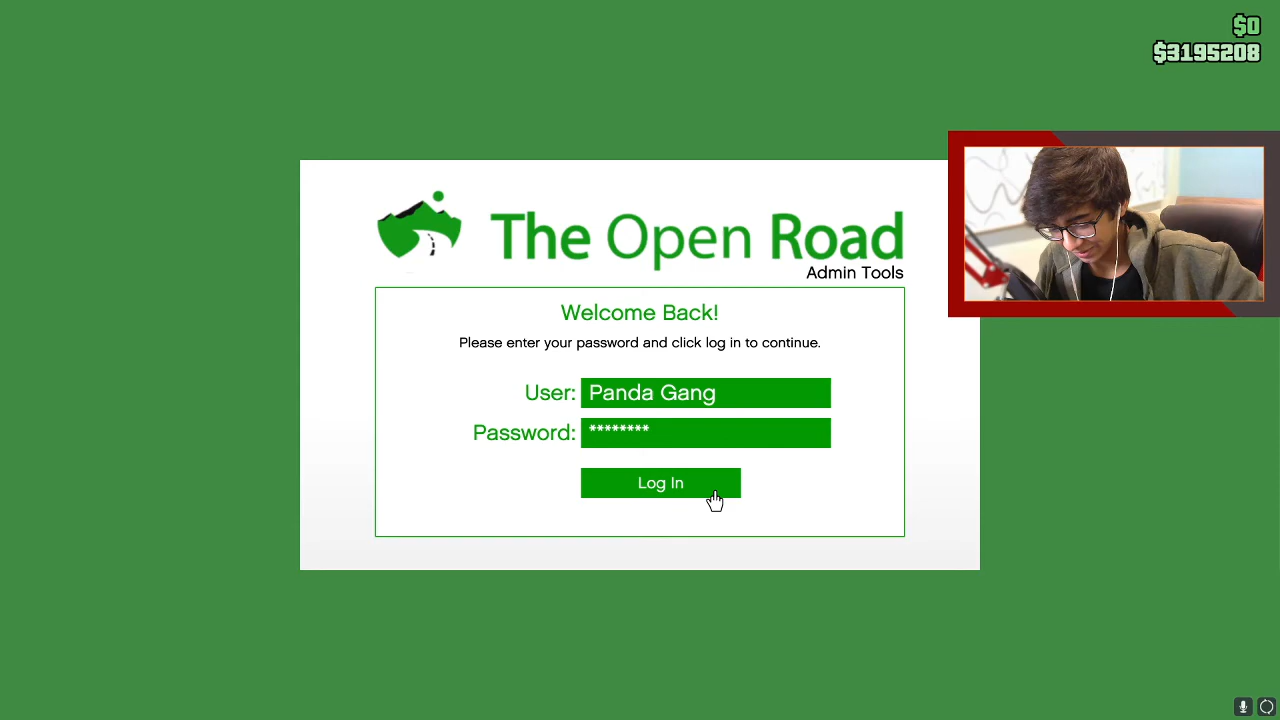 $0
$3195208
The Open Road
Admin Tools
Welcome Back!
Please enter your password and click log in to continue.
User: Panda Gang
Password: ********
Log In